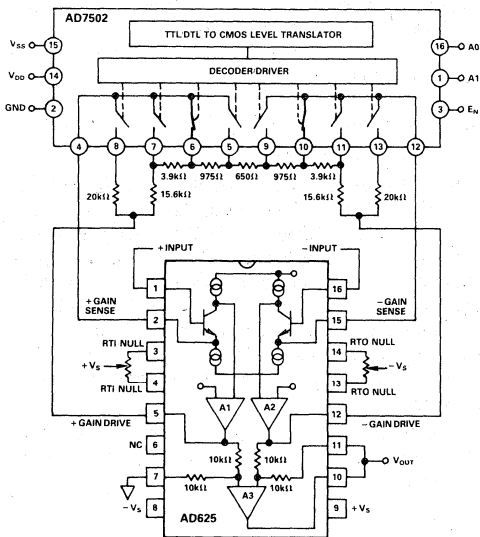 AD7502
TTL/DTL TO CMOS LEVEL TRANSLATOR
DECODER/DRIVER
VSS 15
VDD 14
GND 2
16 A0
1 A1
3 EN
4 8 7 6 5 9 10 11 13 12
3.9kΩ 975Ω 650Ω 975Ω 3.9kΩ
20kΩ 15.6kΩ 15.6kΩ 20kΩ
+INPUT
-INPUT
1
16
+GAIN SENSE
2
15
-GAIN SENSE
RTI NULL
3
14
RTO NULL
+VS
-VS
4
13
RTI NULL
RTO NULL
A1 A2
+GAIN DRIVE
5
12
-GAIN DRIVE
NC
6
10kΩ 10kΩ
11
VOUT
7
10kΩ 10kΩ
10
A3
-VS
8
9
+VS
AD625